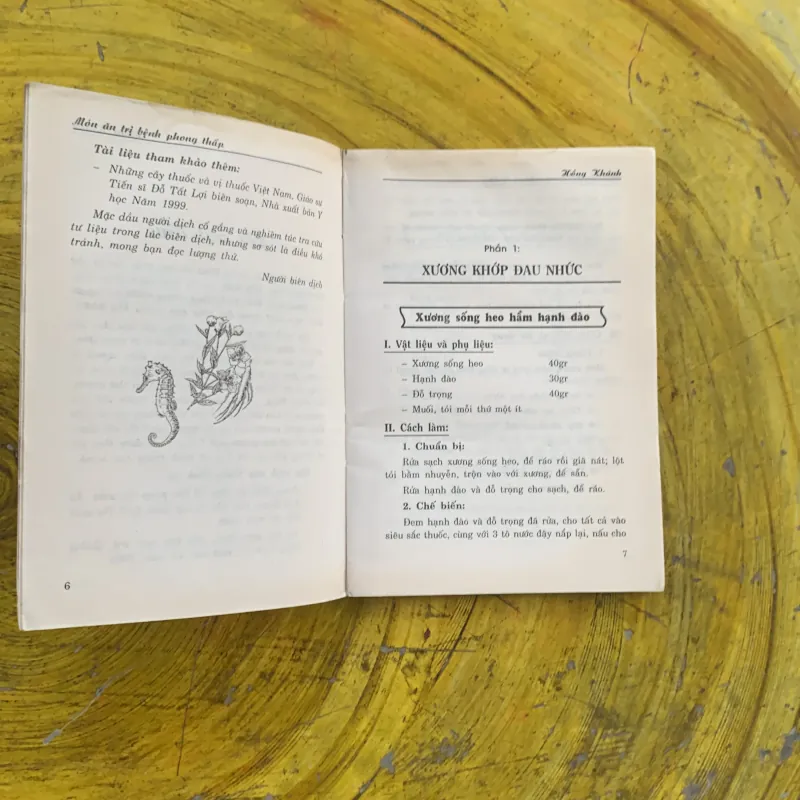 Món ăn trị bệnh phong thấp
Tài liệu tham khảo thêm:
– Những cây thuốc và vị thuốc Việt Nam, Giáo sư
Tiến sĩ Đỗ Tất Lợi biên soạn, Nhà xuất bản Y
học Năm 1999.
Mặc dầu người dịch cố gắng và nghiêm túc tra cứu
tư liệu trong lúc biên dịch, nhưng sơ sót là điều khó
tránh, mong bạn đọc lượng thứ.
Người biên dịch
6
Hồng Khánh
Phần 1:
XƯƠNG KHỚP ĐAU NHỨC
Xương sống heo hầm hạnh đào
I. Vật liệu và phụ liệu:
– Xương sống heo 40gr
– Hạnh đào 30gr
– Đỗ trọng 40gr
– Muối, tỏi mỗi thứ một ít
II. Cách làm:
1. Chuẩn bị:
Rửa sạch xương sống heo, để ráo rồi giã nát; lột
tỏi bằm nhuyễn, trộn vào với xương, để sẵn.
Rửa hạnh đào và đỗ trọng cho sạch, để ráo.
2. Chế biến:
Đem hạnh đào và đỗ trọng đã rửa, cho tất cả vào
siêu sắc thuốc, cùng với 3 tô nước đậy nắp lại, nấu cho
7